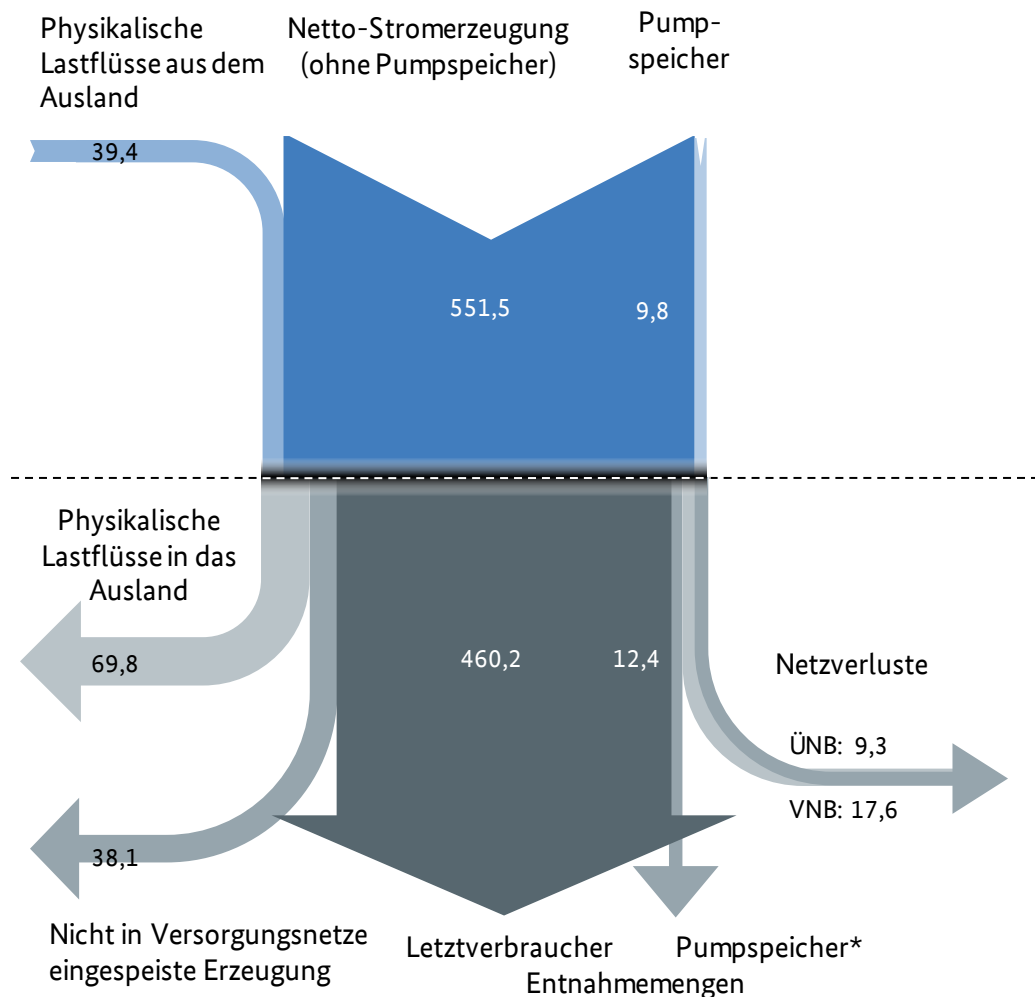 Physikalische
Lastflüsse aus dem
Ausland
Netto-Stromerzeugung
(ohne Pumpspeicher)
Pump-
speicher
39,4
551,5
9,8
Physikalische
Lastflüsse in das
Ausland
69,8
460,2
12,4
Netzverluste
ÜNB: 9,3
VNB: 17,6
38,1
Nicht in Versorgungsnetze
eingespeiste Erzeugung
Letztverbraucher
Pumpspeicher*
Entnahmemengen